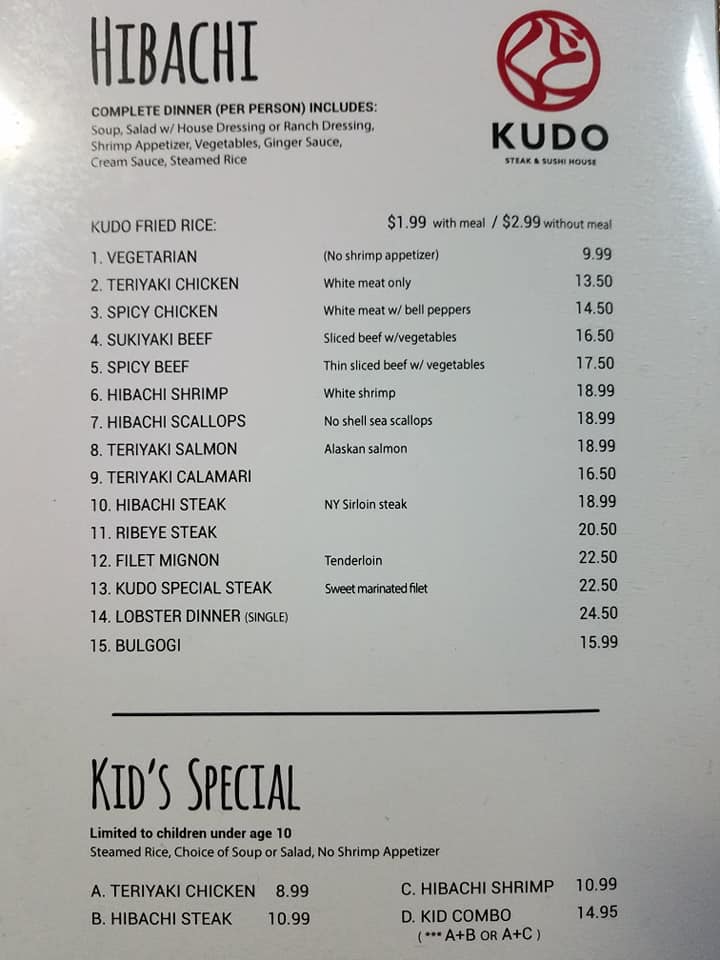 HIBACHI
COMPLETE DINNER (PER PERSON) INCLUDES:
Soup, Salad w/ House Dressing or Ranch Dressing,
Shrimp Appetizer, Vegetables, Ginger Sauce,
Cream Sauce, Steamed Rice
KUDO
STEAK & SUSHI HOUSE
KUDO FRIED RICE: $1.99 with meal / $2.99 without meal
1. VEGETARIAN (No shrimp appetizer) 9.99
2. TERIYAKI CHICKEN White meat only 13.50
3. SPICY CHICKEN White meat w/ bell peppers 14.50
4. SUKIYAKI BEEF Sliced beef w/vegetables 16.50
5. SPICY BEEF Thin sliced beef w/ vegetables 17.50
6. HIBACHI SHRIMP White shrimp 18.99
7. HIBACHI SCALLOPS No shell sea scallops 18.99
8. TERIYAKI SALMON Alaskan salmon 18.99
9. TERIYAKI CALAMARI 16.50
10. HIBACHI STEAK NY Sirloin steak 18.99
11. RIBEYE STEAK 20.50
12. FILET MIGNON Tenderloin 22.50
13. KUDO SPECIAL STEAK Sweet marinated filet 22.50
14. LOBSTER DINNER (SINGLE) 24.50
15. BULGOGI 15.99
KID'S SPECIAL
Limited to children under age 10
Steamed Rice, Choice of Soup or Salad, No Shrimp Appetizer
A. TERIYAKI CHICKEN 8.99 C. HIBACHI SHRIMP 10.99
B. HIBACHI STEAK 10.99 D. KID COMBO 14.95
( *** A+B OR A+C )